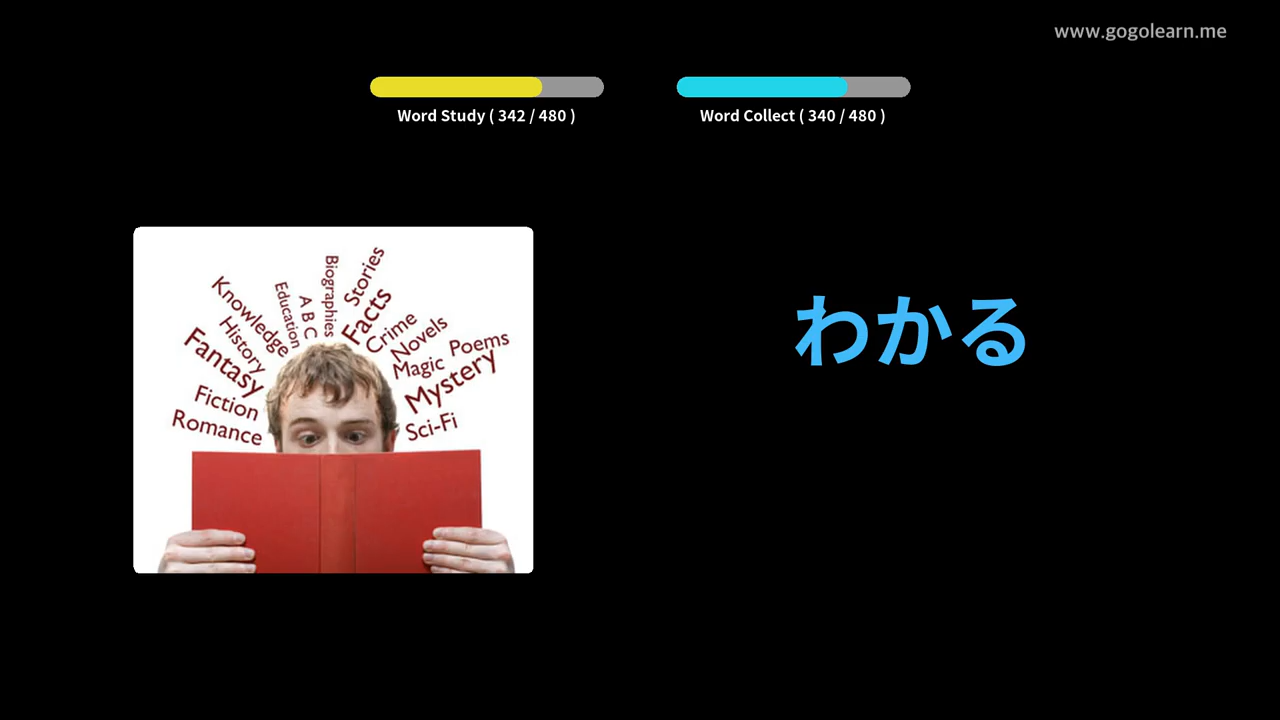 www.gogolearn.me
Word Study ( 342 / 480 )
Word Collect ( 340 / 480 )
Romance
Fiction
Fantasy
History
Knowledge
Education
A B C
Biographies
Stories
Facts
Crime
Novels
Magic
Poems
Mystery
Sci-Fi
わかる